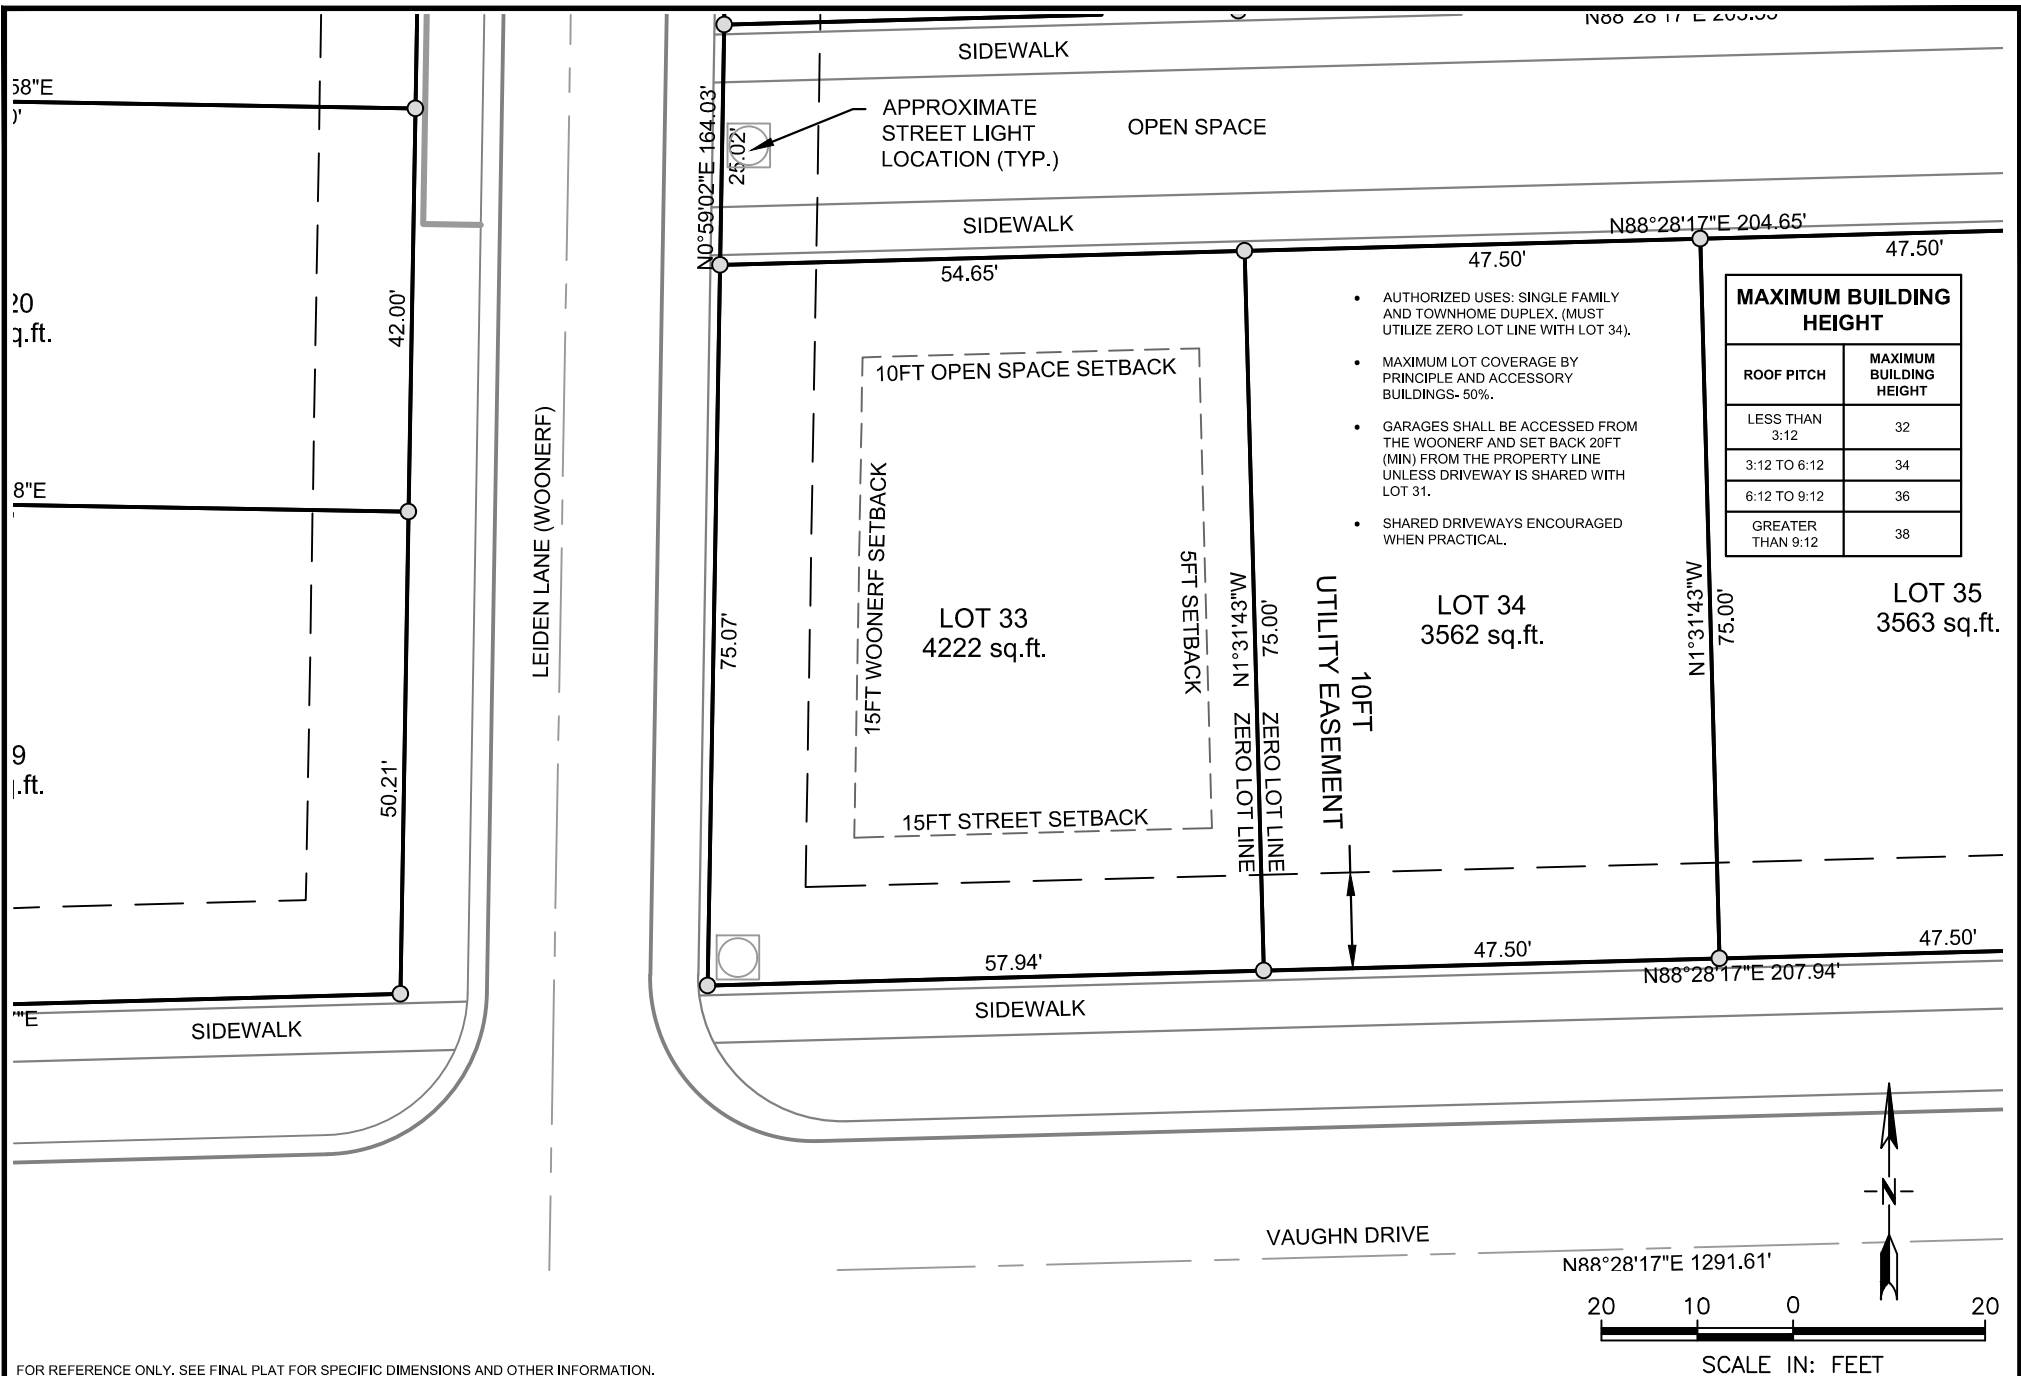 N88°28'17"E 203.35'
SIDEWALK
58"E
0'
APPROXIMATE
STREET LIGHT
LOCATION (TYP.)
OPEN SPACE
N0°59'02"E 164.03'
25.02'
SIDEWALK
N88°28'17"E 204.65'
54.65'
47.50'
47.50'
20
q.ft.
42.00'
8"E
LEIDEN LANE (WOONERF)
10FT OPEN SPACE SETBACK
15FT WOONERF SETBACK
5FT SETBACK
15FT STREET SETBACK
LOT 33
4222 sq.ft.
75.07'
N1°31'43"W
75.00'
ZERO LOT LINE
ZERO LOT LINE
• AUTHORIZED USES: SINGLE FAMILY
AND TOWNHOME DUPLEX. (MUST
UTILIZE ZERO LOT LINE WITH LOT 34).
• MAXIMUM LOT COVERAGE BY
PRINCIPLE AND ACCESSORY
BUILDINGS- 50%.
• GARAGES SHALL BE ACCESSED FROM
THE WOONERF AND SET BACK 20FT
(MIN) FROM THE PROPERTY LINE
UNLESS DRIVEWAY IS SHARED WITH
LOT 31.
• SHARED DRIVEWAYS ENCOURAGED
WHEN PRACTICAL.
MAXIMUM BUILDING
HEIGHT
ROOF PITCH
MAXIMUM
BUILDING
HEIGHT
LESS THAN
3:12
32
3:12 TO 6:12
34
6:12 TO 9:12
36
GREATER
THAN 9:12
38
10FT
UTILITY EASEMENT
LOT 34
3562 sq.ft.
N1°31'43"W
75.00'
LOT 35
3563 sq.ft.
9
.ft.
50.21'
57.94'
47.50'
47.50'
N88°28'17"E 207.94'
"E
SIDEWALK
SIDEWALK
VAUGHN DRIVE
N88°28'17"E 1291.61'
N
20 10 0 20
SCALE IN: FEET
FOR REFERENCE ONLY. SEE FINAL PLAT FOR SPECIFIC DIMENSIONS AND OTHER INFORMATION.